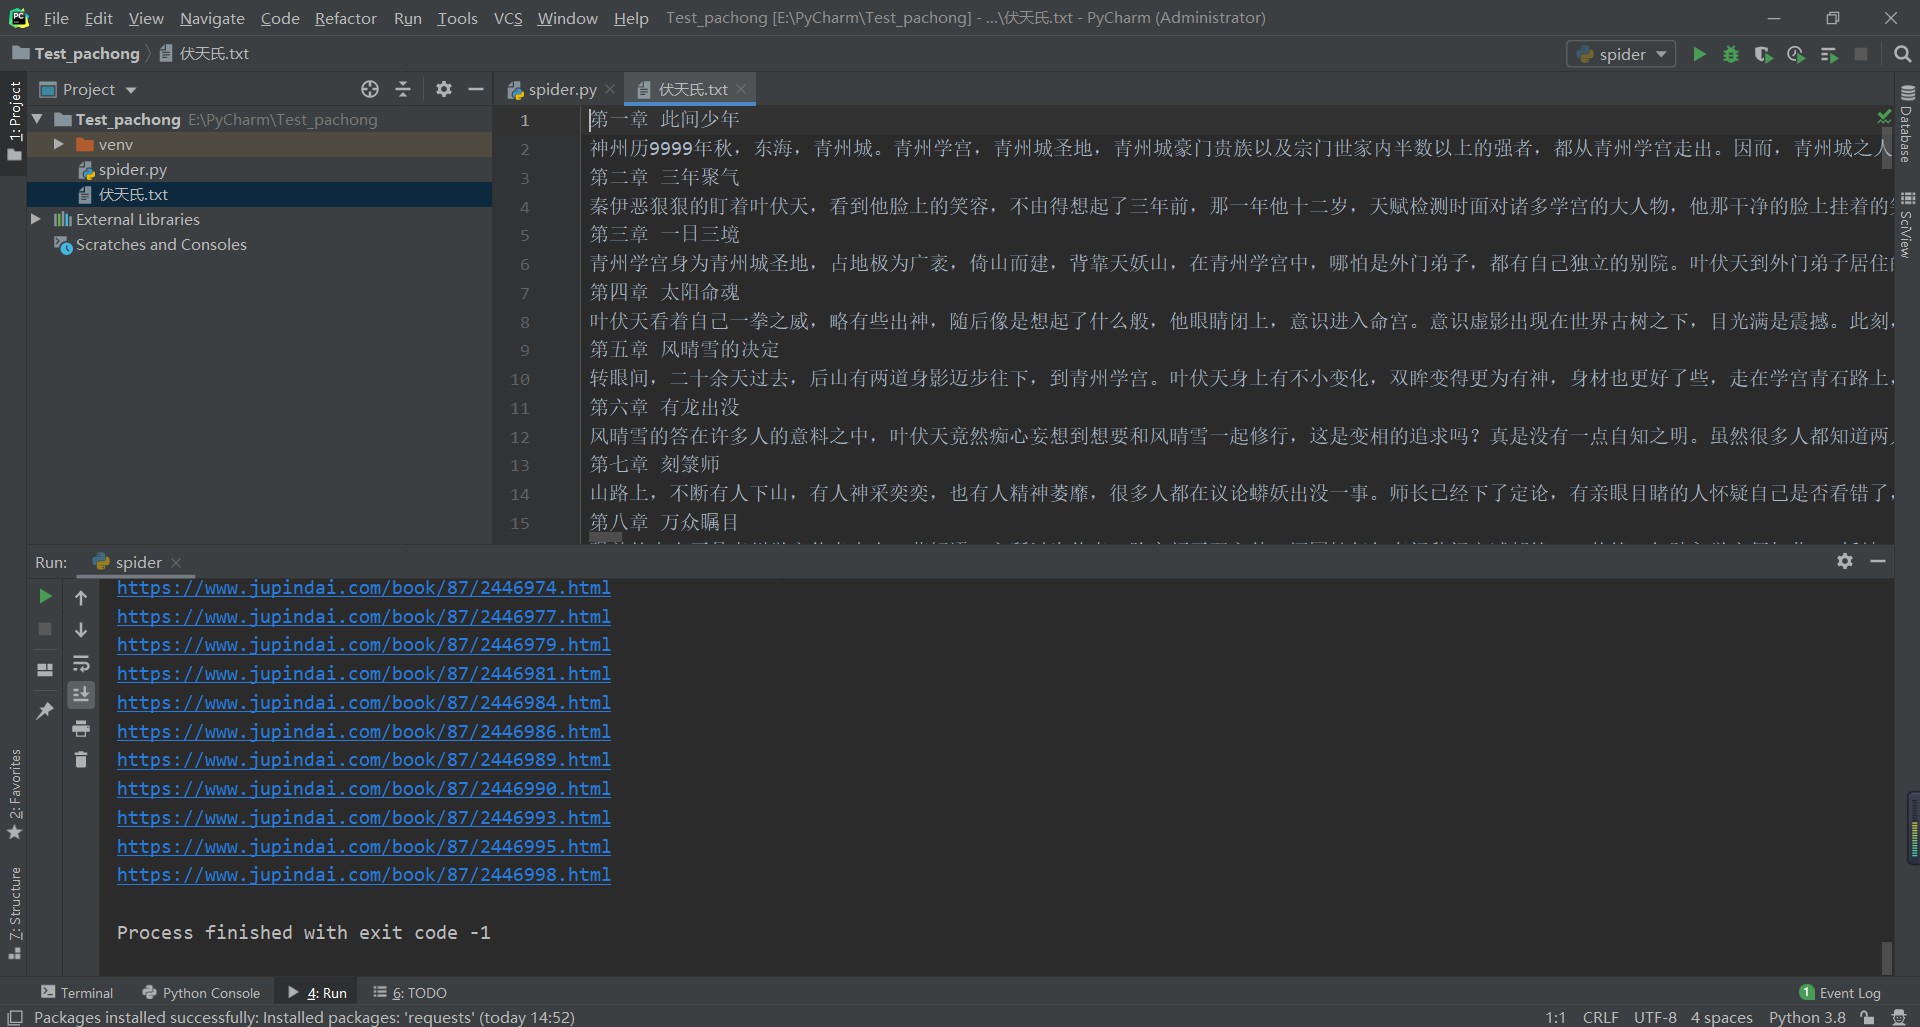 File Edit View Navigate Code Refactor Run Tools VCS Window Help Test_pachong [E:\PyCharm\Test_pachong] - ...\伏天氏.txt - PyCharm (Administrator)
Test_pachong 伏天氏.txt spider
1: Project
Project
Test_pachong E:\PyCharm\Test_pachong
venv
spider.py
伏天氏.txt
External Libraries
Scratches and Consoles
spider.py 伏天氏.txt
1 第一章 此间少年
2 神州历9999年秋，东海，青州城。青州学宫，青州城圣地，青州城豪门贵族以及宗门世家内半数以上的强者，都从青州学宫走出。因而，青州城之人
3 第二章 三年聚气
4 秦伊恶狠狠的盯着叶伏天，看到他脸上的笑容，不由得想起了三年前，那一年他十二岁，天赋检测时面对诸多学宫的大人物，他那干净的脸上挂着的
5 第三章 一日三境
6 青州学宫身为青州城圣地，占地极为广袤，倚山而建，背靠天妖山，在青州学宫中，哪怕是外门弟子，都有自己独立的别院。叶伏天到外门弟子居住
7 第四章 太阳命魂
8 叶伏天看着自己一拳之威，略有些出神，随后像是想起了什么般，他眼睛闭上，意识进入命宫。意识虚影出现在世界古树之下，目光满是震撼。此刻，
9 第五章 风晴雪的决定
10 转眼间，二十余天过去，后山有两道身影迈步往下，到青州学宫。叶伏天身上有不小变化，双眸变得更为有神，身材也更好了些，走在学宫青石路上，
11 第六章 有龙出没
12 风晴雪的答在许多人的意料之中，叶伏天竟然痴心妄想到想要和风晴雪一起修行，这是变相的追求吗？真是没有一点自知之明。虽然很多人都知道两
13 第七章 刻箓师
14 山路上，不断有人下山，有人神采奕奕，也有人精神萎靡，很多人都在议论蟒妖出没一事。师长已经下了定论，有亲眼目睹的人怀疑自己是否看错了，
15 第八章 万众瞩目
Database
SciView
Run: spider
https://www.jupindai.com/book/87/2446974.html
https://www.jupindai.com/book/87/2446977.html
https://www.jupindai.com/book/87/2446979.html
https://www.jupindai.com/book/87/2446981.html
https://www.jupindai.com/book/87/2446984.html
https://www.jupindai.com/book/87/2446986.html
https://www.jupindai.com/book/87/2446989.html
https://www.jupindai.com/book/87/2446990.html
https://www.jupindai.com/book/87/2446993.html
https://www.jupindai.com/book/87/2446995.html
https://www.jupindai.com/book/87/2446998.html
Process finished with exit code -1
2: Favorites
7: Structure
Terminal Python Console 4: Run 6: TODO 1 Event Log
Packages installed successfully: Installed packages: 'requests' (today 14:52) 1:1 CRLF UTF-8 4 spaces Python 3.8